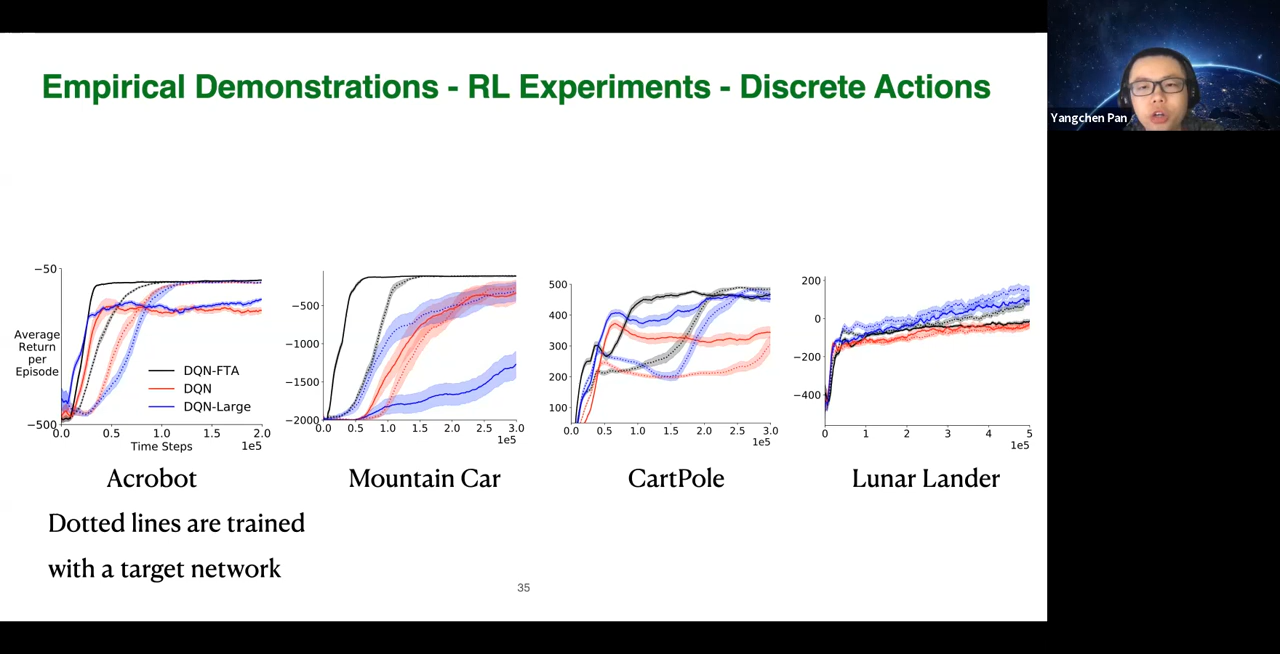 Empirical Demonstrations - RL Experiments - Discrete Actions
Yangchen Pan
−50
Average
Return
per
Episode
−500
DQN-FTA
DQN
DQN-Large
0.0 0.5 1.0 1.5 2.0
Time Steps 1e5
−500
−1000
−1500
−2000
0.0 0.5 1.0 1.5 2.0 2.5 3.0
1e5
500
400
300
200
100
0.0 0.5 1.0 1.5 2.0 2.5 3.0
1e5
200
0
−200
−400
0 1 2 3 4 5
1e5
Acrobot
Mountain Car
CartPole
Lunar Lander
Dotted lines are trained
with a target network
35